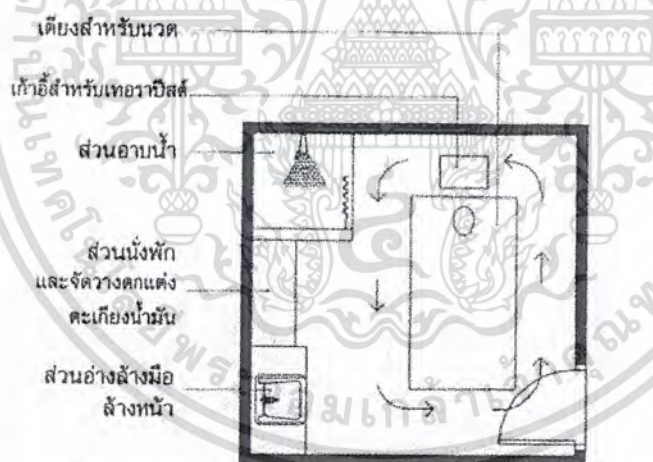 เตียงสำหรับนวด
เก้าอี้สำหรับเทอราปิสต์
ส่วนอาบน้ำ
ส่วนนั่งพัก
และจัดวางตกแต่ง
ตะเกียงน้ำมัน
ส่วนอ่างล้างมือ
ล้างหน้า